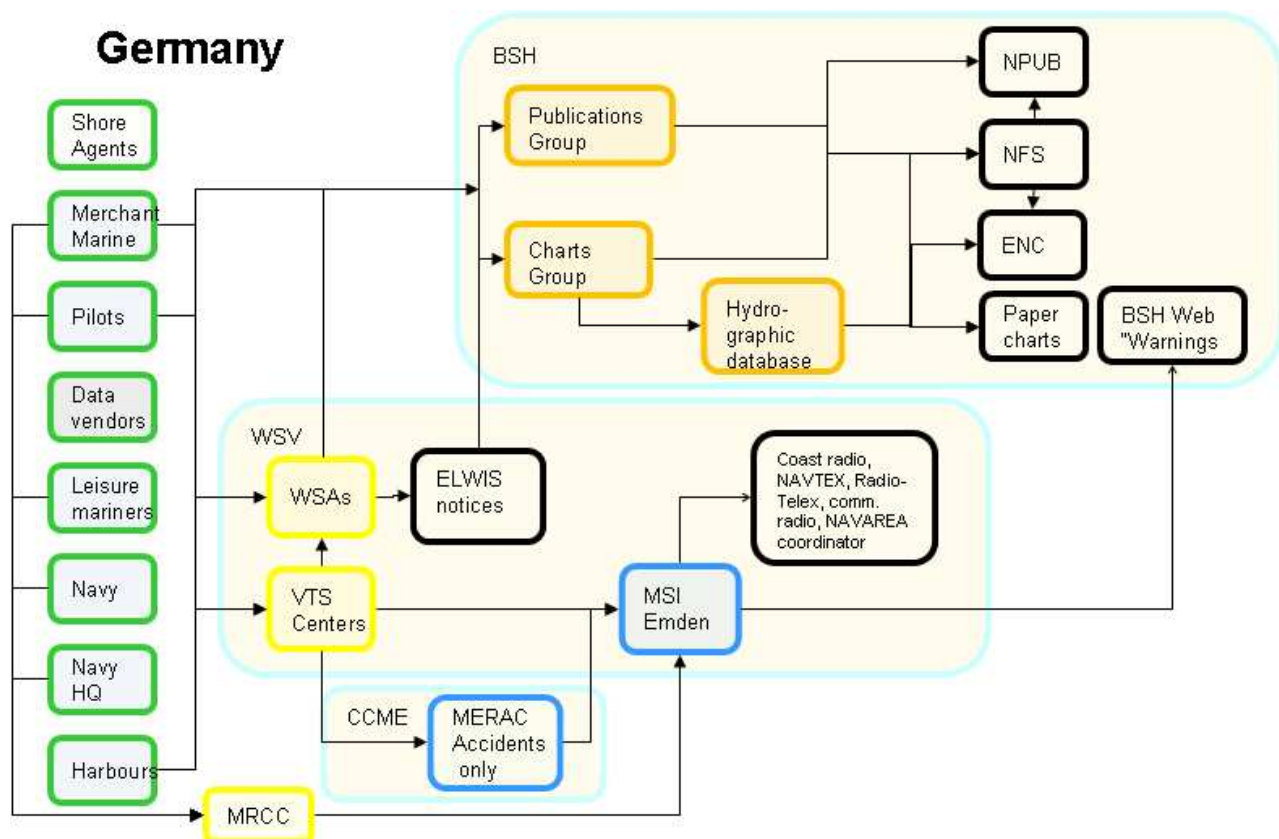 Germany
Shore
Agents
Merchant
Marine
Pilots
Data
vendors
Leisure
mariners
Navy
Navy
HQ
Harbours
MRCC
BSH
Publications
Group
Charts
Group
Hydro-
graphic
database
NPUB
NFS
ENC
Paper
charts
BSH Web
"Warnings
WSV
WSAs
ELWIS
notices
VTS
Centers
MSI
Emden
Coast radio,
NAVTEX, Radio-
Telex, comm.
radio, NAVAREA
coordinator
CCME
MERAC
Accidents
only